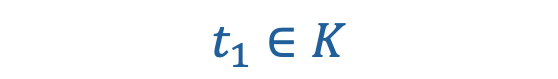 t₁ ∈ K